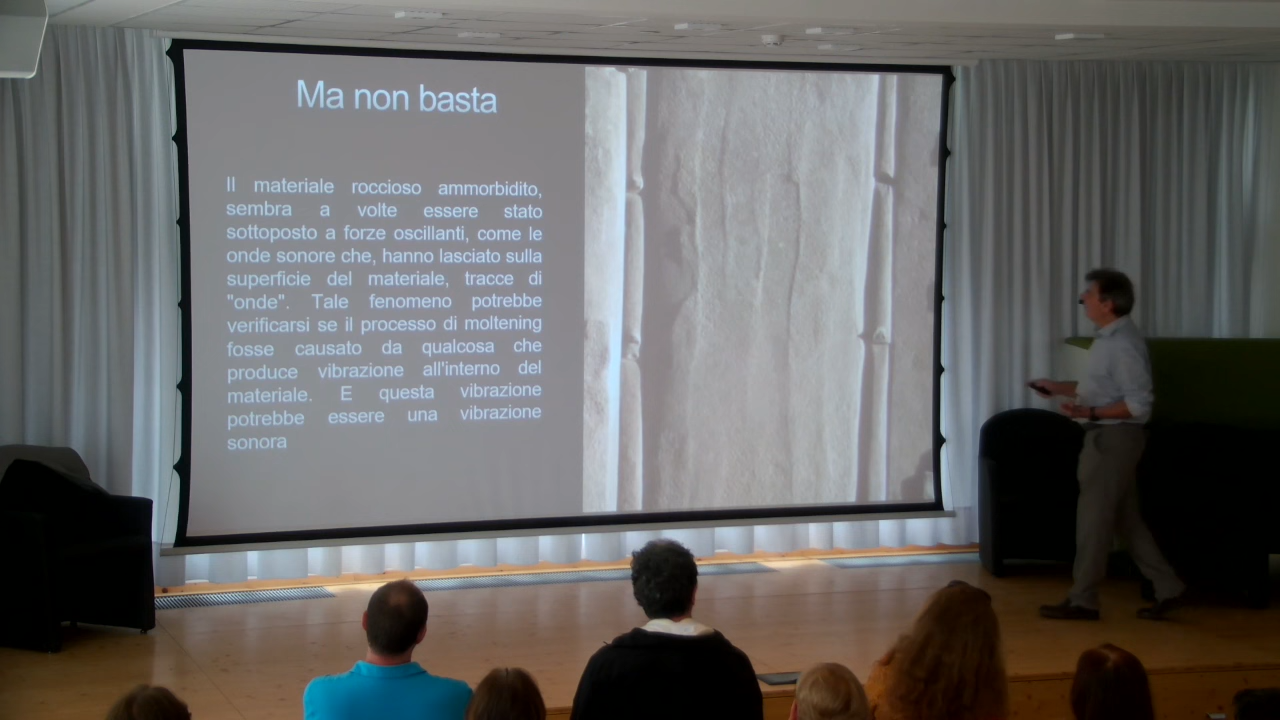 Ma non basta
Il materiale roccioso ammorbidito,
sembra a volte essere stato
sottoposto a forze oscillanti, come le
onde sonore che, hanno lasciato sulla
superficie del materiale, tracce di
"onde". Tale fenomeno potrebbe
verificarsi se il processo di moltening
fosse causato da qualcosa che
produce vibrazione all'interno del
materiale. E questa vibrazione
potrebbe essere una vibrazione
sonora